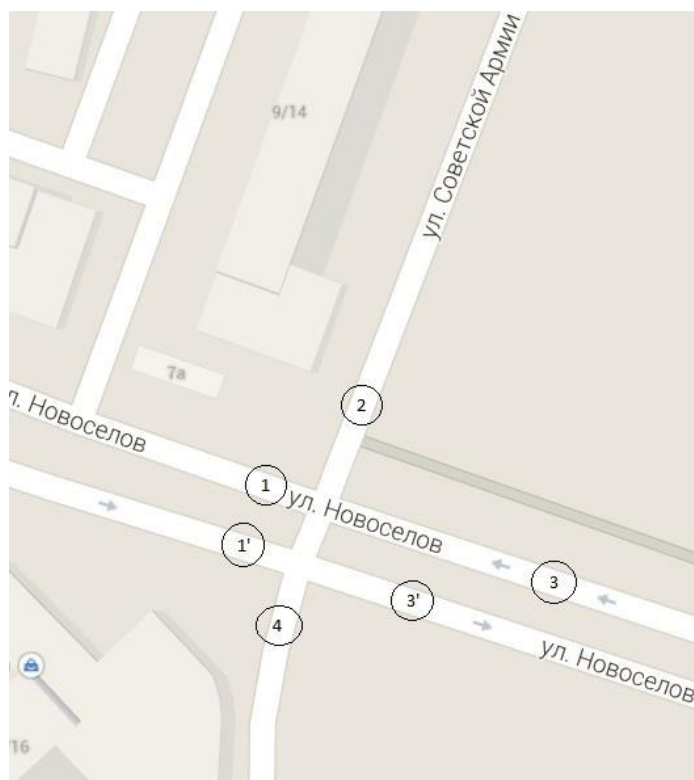 9/14
ул. Советской Армии
7а
2
л. Новоселов
1
ул. Новоселов
1'
3
3'
4
ул. Новоселов
/16